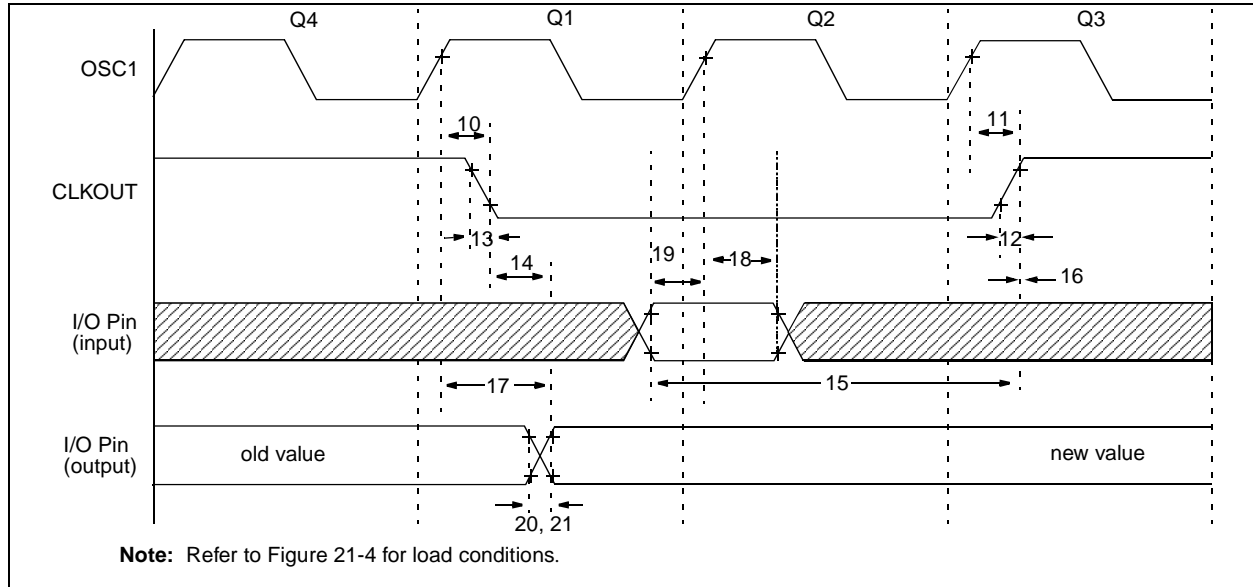 Q4 Q1 Q2 Q3
OSC1
10 11
CLKOUT
13 12
14 19 18 16
I/O Pin
(input)
17 15
I/O Pin
(output)
old value new value
20, 21
Note: Refer to Figure 21-4 for load conditions.